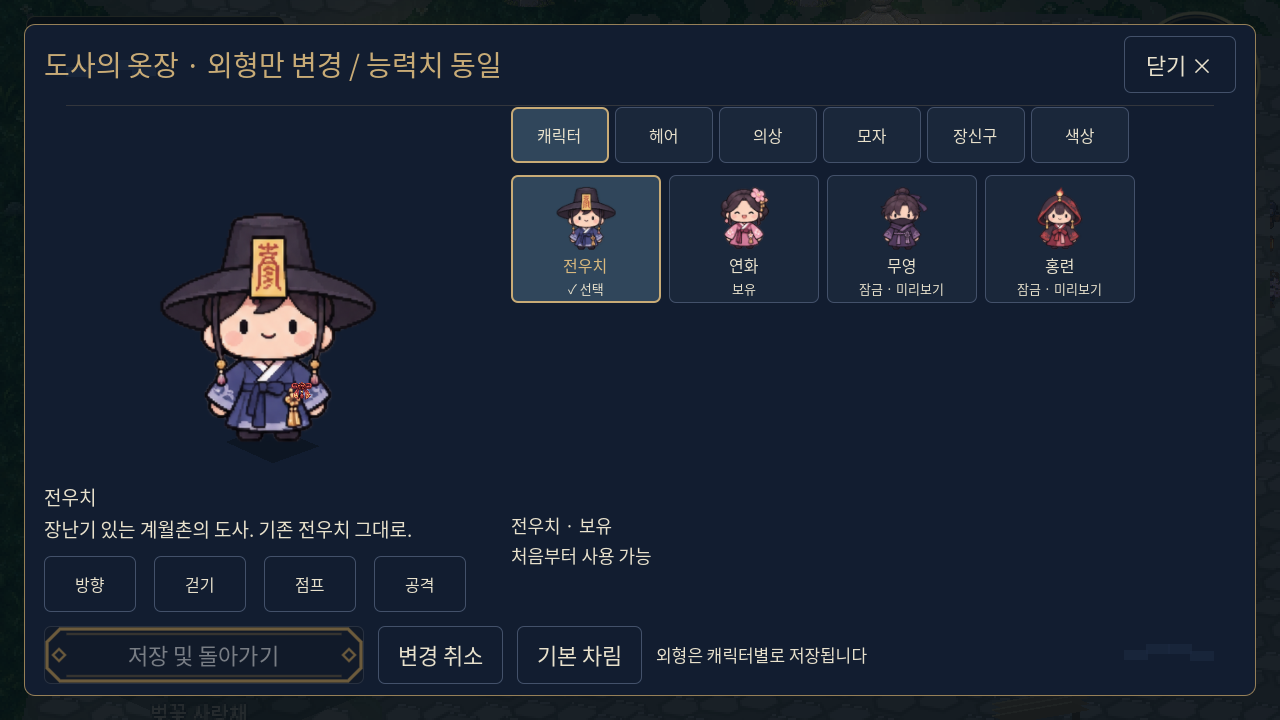 도사의 옷장 · 외형만 변경 / 능력치 동일
닫기 ×
캐릭터
헤어
의상
모자
장신구
색상
전우치
✓ 선택
연화
보유
무영
잠금 · 미리보기
홍련
잠금 · 미리보기
전우치
장난기 있는 계월촌의 도사. 기존 전우치 그대로.
전우치 · 보유
처음부터 사용 가능
방향
걷기
점프
공격
저장 및 돌아가기
변경 취소
기본 차림
외형은 캐릭터별로 저장됩니다
벚꽃 사랑채